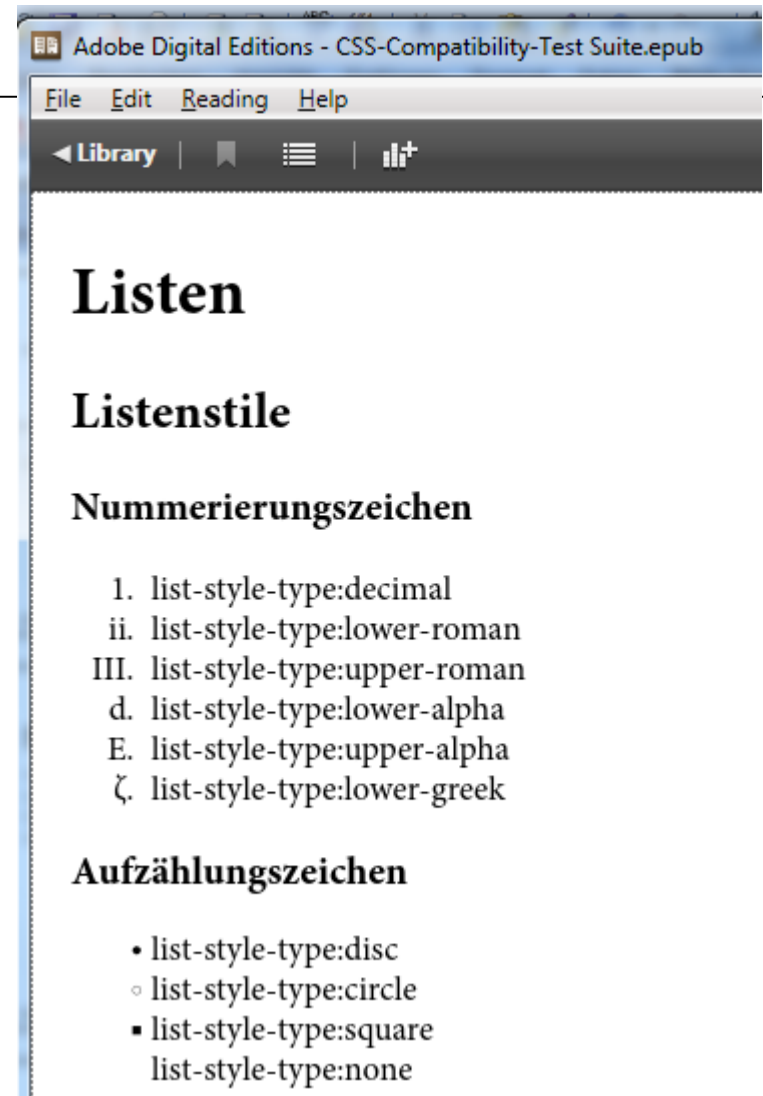 Adobe Digital Editions - CSS-Compatibility-Test Suite.epub
File Edit Reading Help
Library
Listen
Listenstile
Nummerierungszeichen
1. list-style-type:decimal
ii. list-style-type:lower-roman
III. list-style-type:upper-roman
d. list-style-type:lower-alpha
E. list-style-type:upper-alpha
ζ. list-style-type:lower-greek
Aufzählungszeichen
• list-style-type:disc
◦ list-style-type:circle
▪ list-style-type:square
list-style-type:none